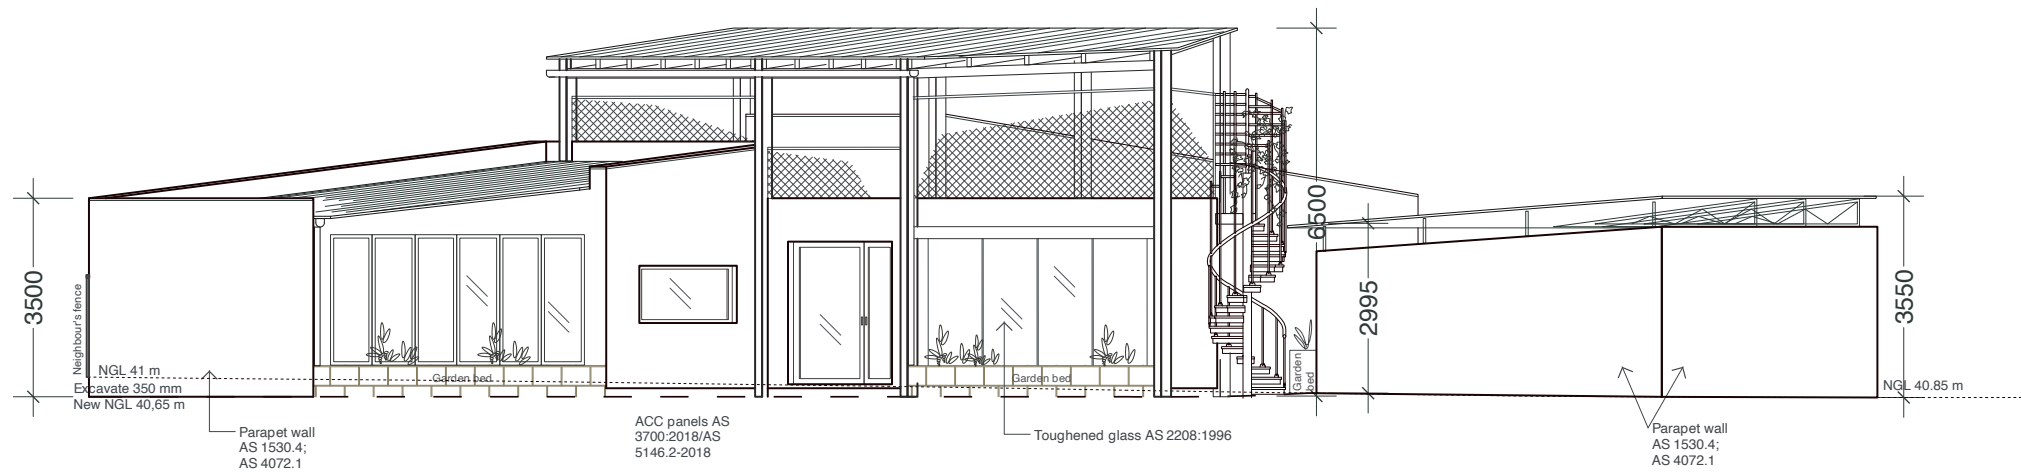 6500
3500
2995
3550
Neighbour's fence
NGL 41 m
Excavate 350 mm
New NGL 40,65 m
Garden bed
Garden bed
Garden
bed
NGL 40.85 m
Parapet wall
AS 1530.4;
AS 4072.1
ACC panels AS
3700:2018/AS
5146.2-2018
Toughened glass AS 2208:1996
Parapet wall
AS 1530.4;
AS 4072.1